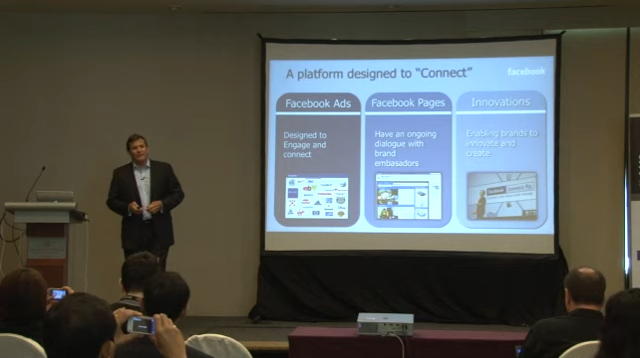 A platform designed to "Connect"
facebook
Facebook Ads
Designed to
Engage and
connect
Facebook Pages
Have an ongoing
dialogue with
brand
embasadors
Innovations
Enabling brands to
innovate and
create